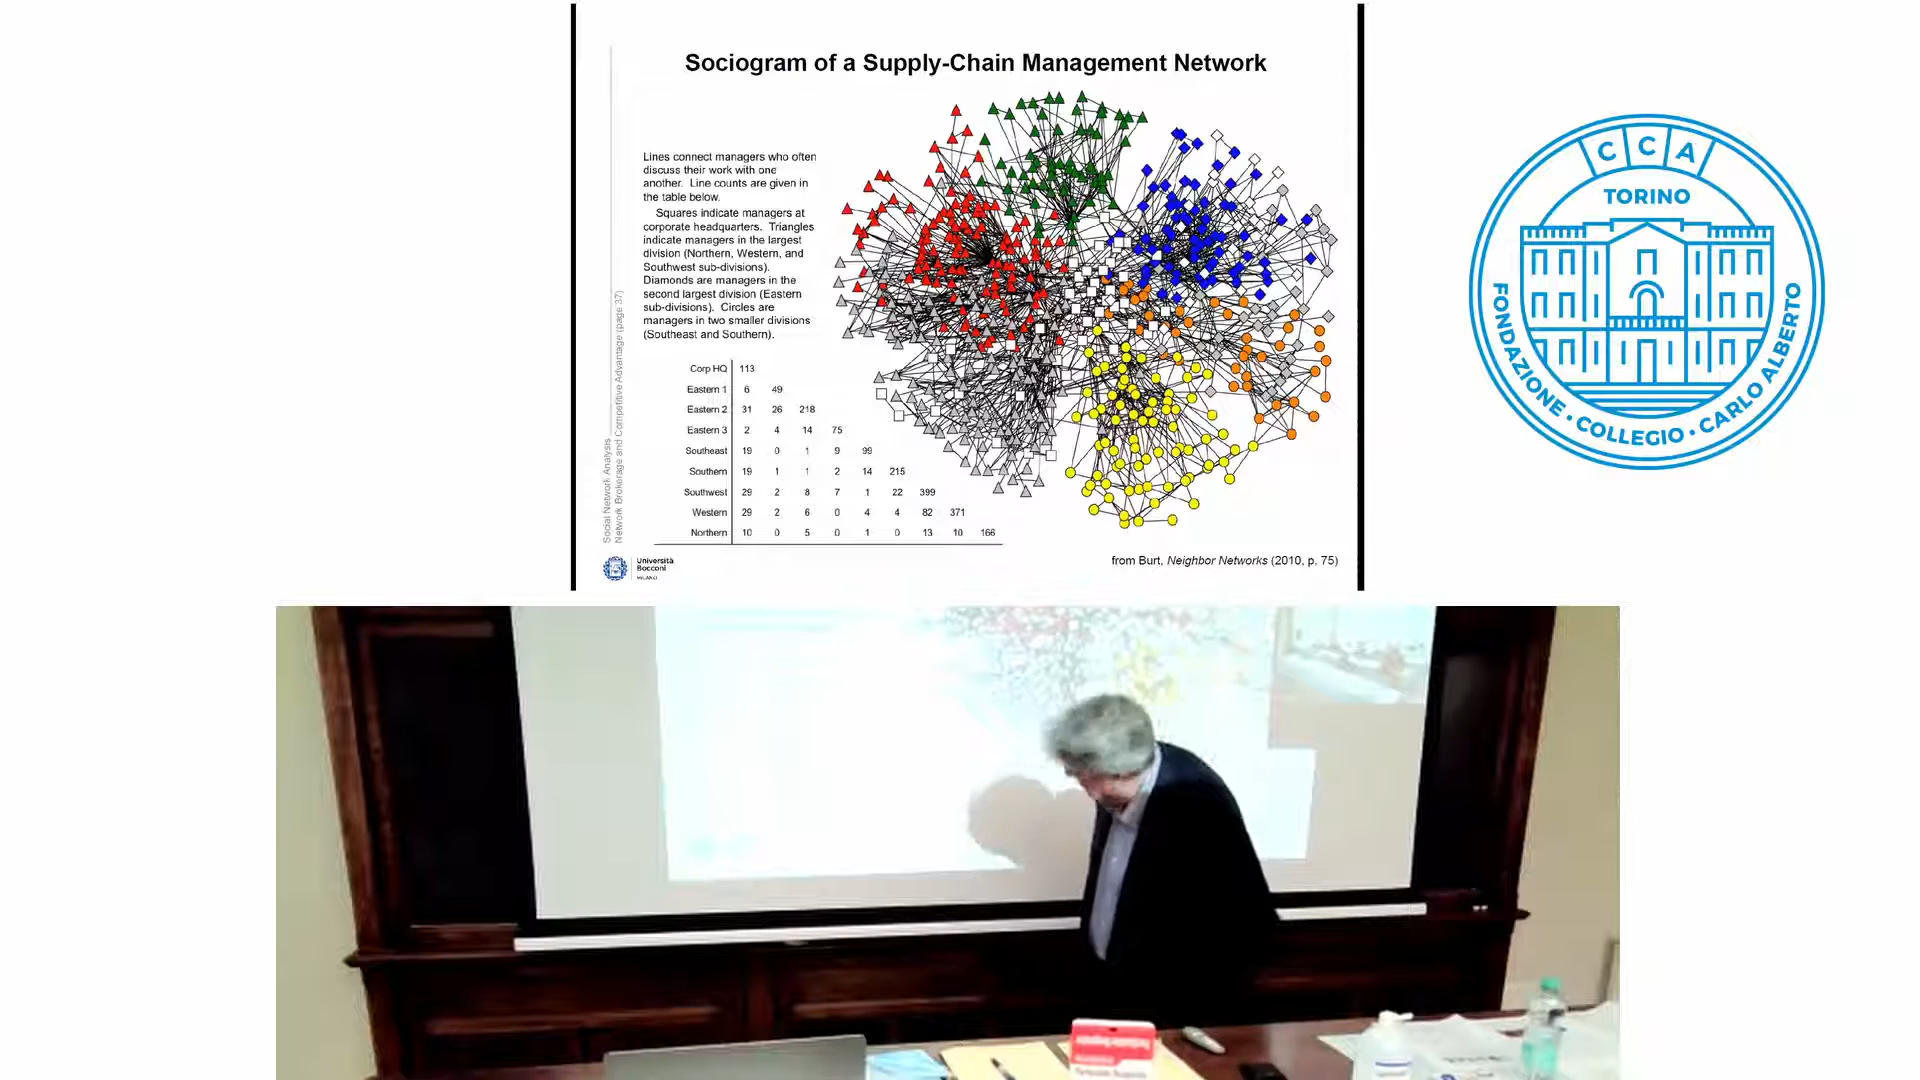 Sociogram of a Supply-Chain Management Network
Lines connect managers who often
discuss their work with one
another. Line counts are given in
the table below.
Squares indicate managers at
corporate headquarters. Triangles
indicate managers in the largest
division (Northern, Western, and
Southwest sub-divisions).
Diamonds are managers in the
second largest division (Eastern
sub-divisions). Circles are
managers in two smaller divisions
(Southeast and Southern).
Corp HQ 113
Eastern 1 6 49
Eastern 2 31 26 218
Eastern 3 2 4 14 75
Southeast 19 0 1 9 99
Southern 19 1 1 2 14 215
Southwest 29 2 8 7 1 22 399
Western 29 2 6 0 4 4 82 371
Northern 10 0 5 0 1 0 13 10 166
Social Network Analysis
Network Brokerage and Competitive Advantage (page 37)
Università
Bocconi
MILANO
from Burt, Neighbor Networks (2010, p. 75)
CCA
TORINO
FONDAZIONE • COLLEGIO • CARLO ALBERTO